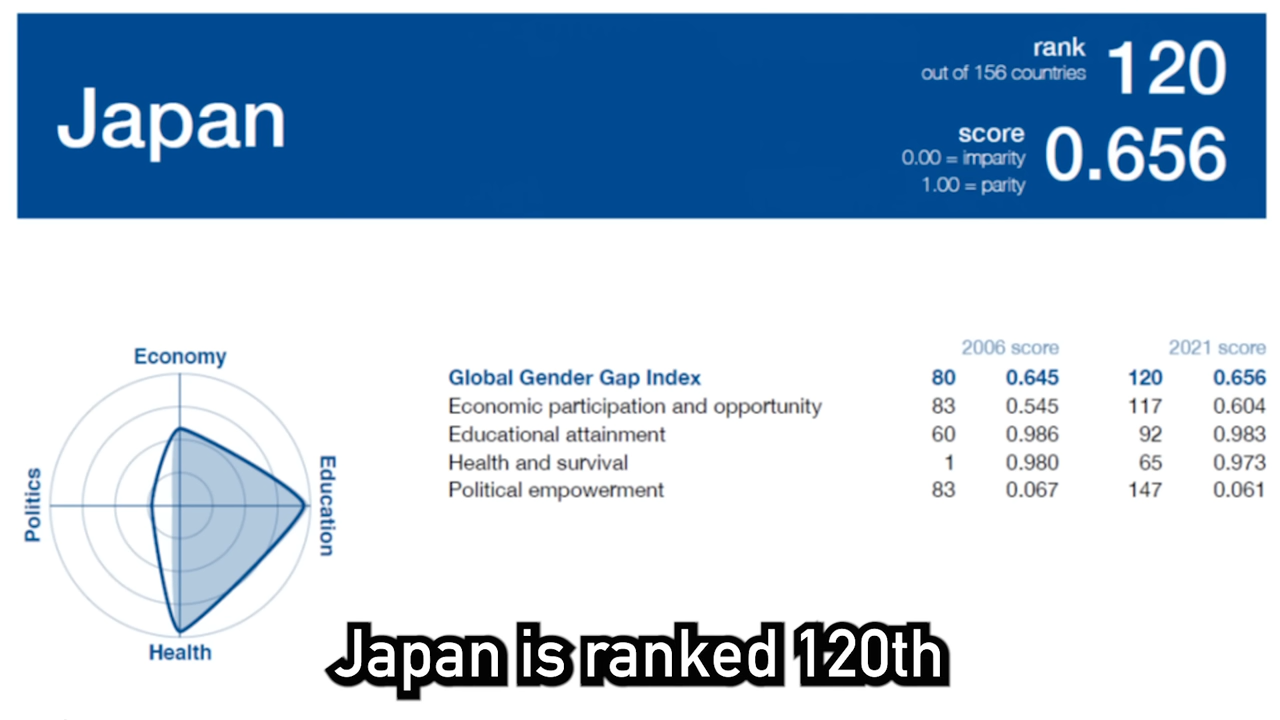 Japan
rank
out of 156 countries
120
score
0.00 = imparity
1.00 = parity
0.656
Economy
Politics
Education
Health
2006 score 2021 score
Global Gender Gap Index 80 0.645 120 0.656
Economic participation and opportunity 83 0.545 117 0.604
Educational attainment 60 0.986 92 0.983
Health and survival 1 0.980 65 0.973
Political empowerment 83 0.067 147 0.061
Japan is ranked 120th